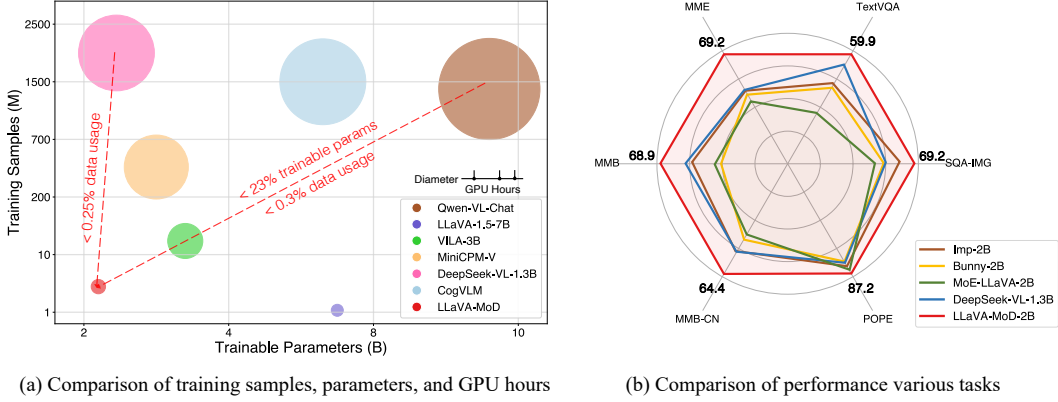 Training Samples (M)
2500
1500
700
200
10
1
2
4
6
8
10
Trainable Parameters (B)
< 0.25% data usage
< 23% trainable params
< 0.3% data usage
Diameter
GPU Hours
Qwen-VL-Chat
LLaVA-1.5-7B
VILA-3B
MiniCPM-V
DeepSeek-VL-1.3B
CogVLM
LLaVA-MoD
(a) Comparison of training samples, parameters, and GPU hours
MME
TextVQA
69.2
59.9
MMB
68.9
69.2
SQA-IMG
64.4
87.2
MMB-CN
POPE
Imp-2B
Bunny-2B
MoE-LLaVA-2B
DeepSeek-VL-1.3B
LLaVA-MoD-2B
(b) Comparison of performance various tasks